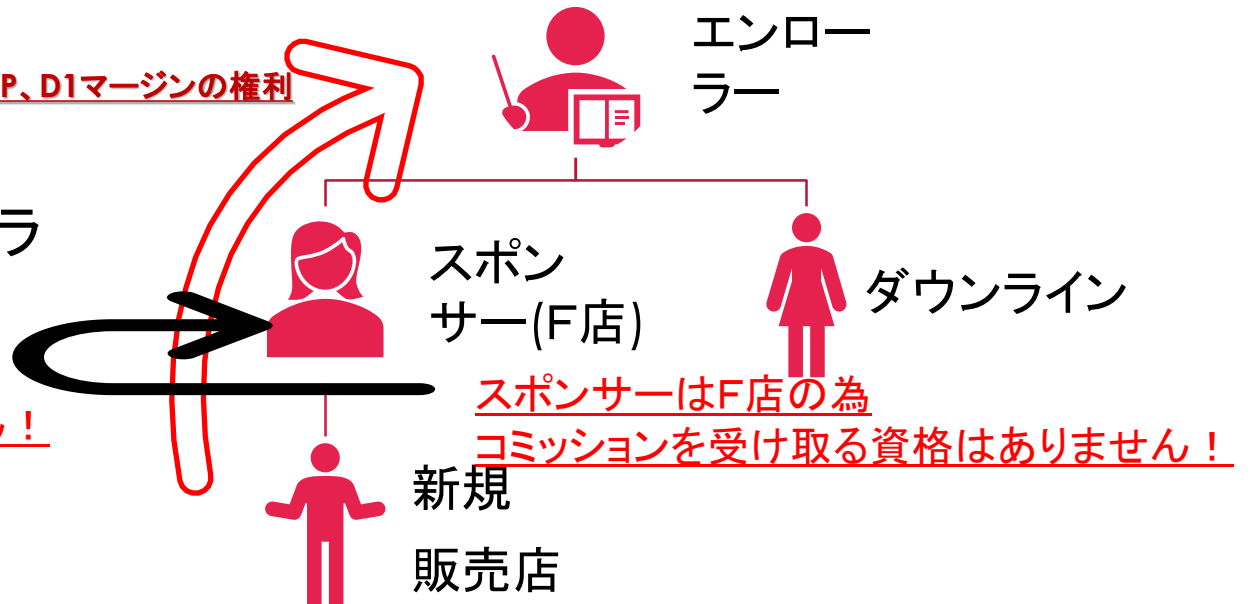 エンロー
ラー
P、D1マージンの権利
ラ
スポン
サー(F店)
ダウンライン
スポンサーはF店の為
コミッションを受け取る資格はありません！
ん！
新規
販売店